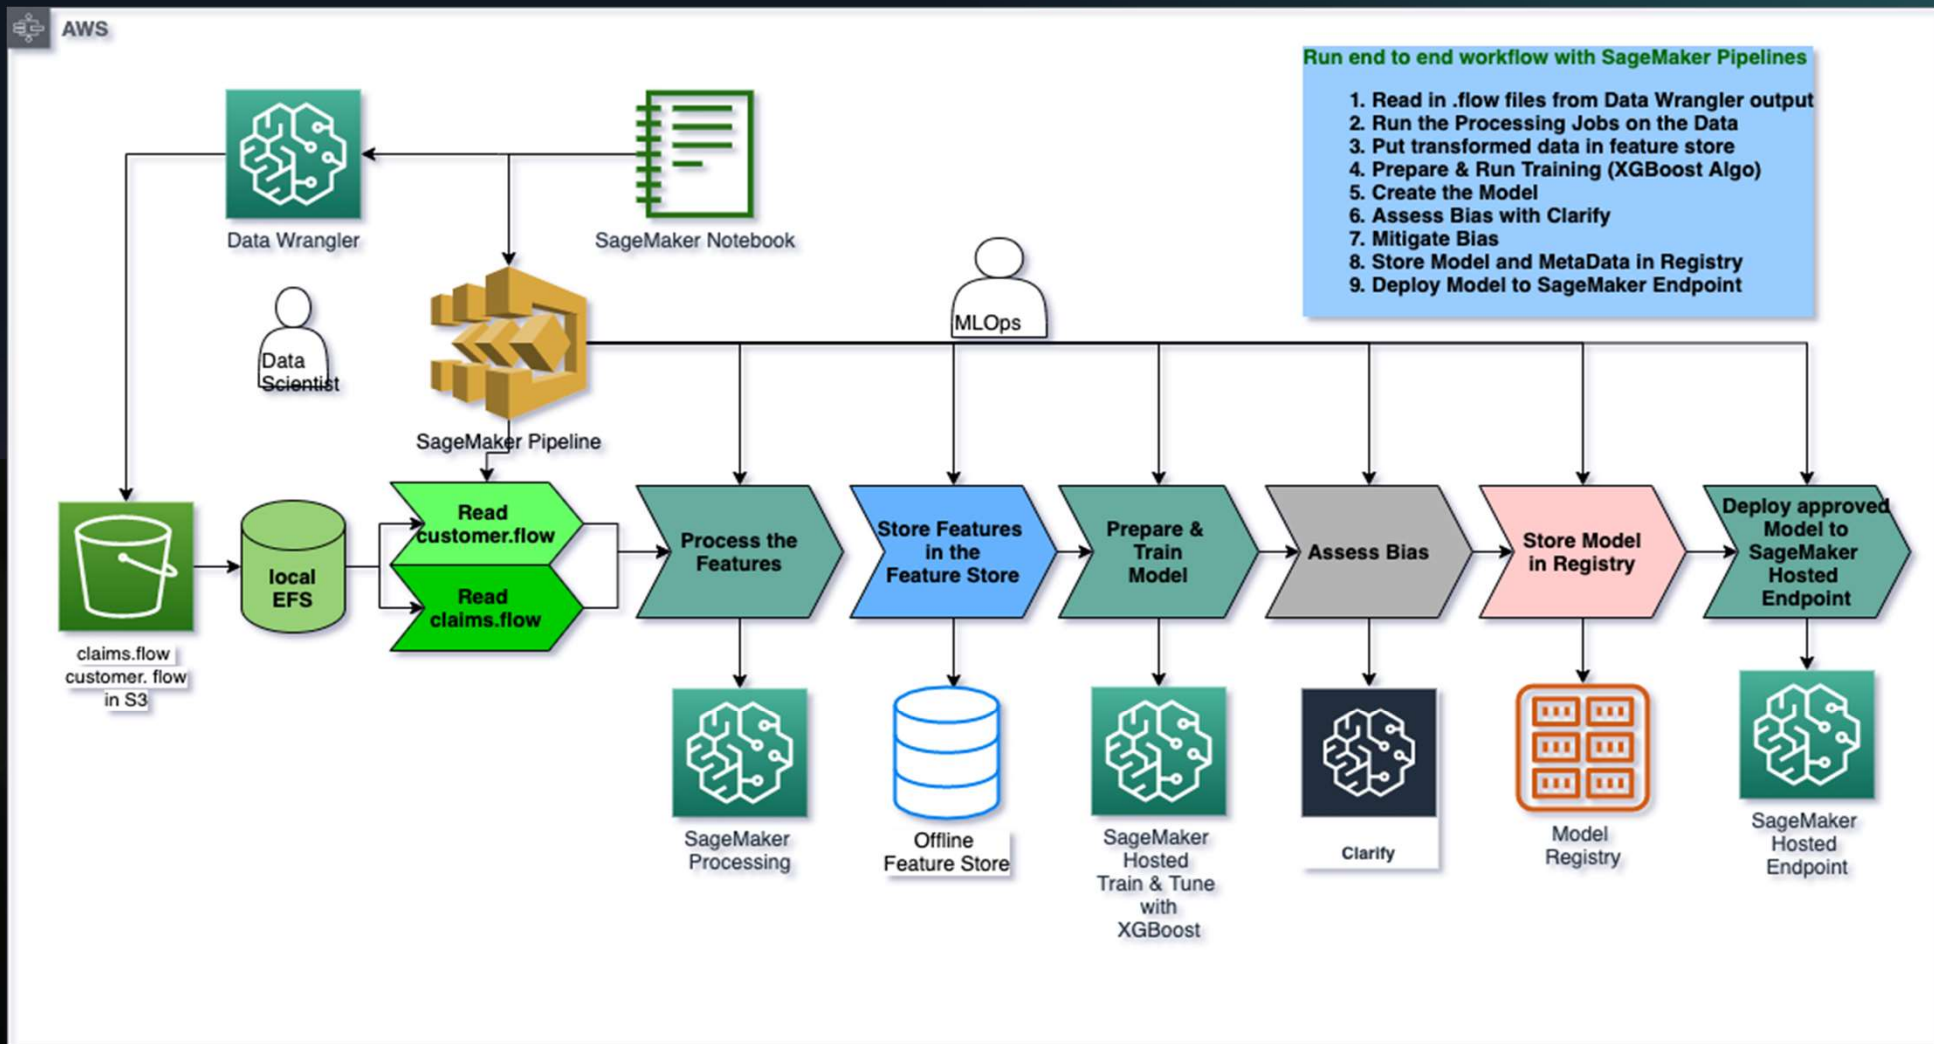 AWS
Run end to end workflow with SageMaker Pipelines
1. Read in .flow files from Data Wrangler output
2. Run the Processing Jobs on the Data
3. Put transformed data in feature store
4. Prepare & Run Training (XGBoost Algo)
5. Create the Model
6. Assess Bias with Clarify
7. Mitigate Bias
8. Store Model and MetaData in Registry
9. Deploy Model to SageMaker Endpoint
Data Wrangler
SageMaker Notebook
Data
Scientist
MLOps
SageMaker Pipeline
claims.flow
customer. flow
in S3
local
EFS
Read
customer.flow
Read
claims.flow
Process the
Features
Store Features
in the
Feature Store
Prepare &
Train
Model
Assess Bias
Store Model
in Registry
Deploy approved
Model to
SageMaker
Hosted
Endpoint
SageMaker
Processing
Offline
Feature Store
SageMaker
Hosted
Train & Tune
with
XGBoost
Clarify
Model
Registry
SageMaker
Hosted
Endpoint